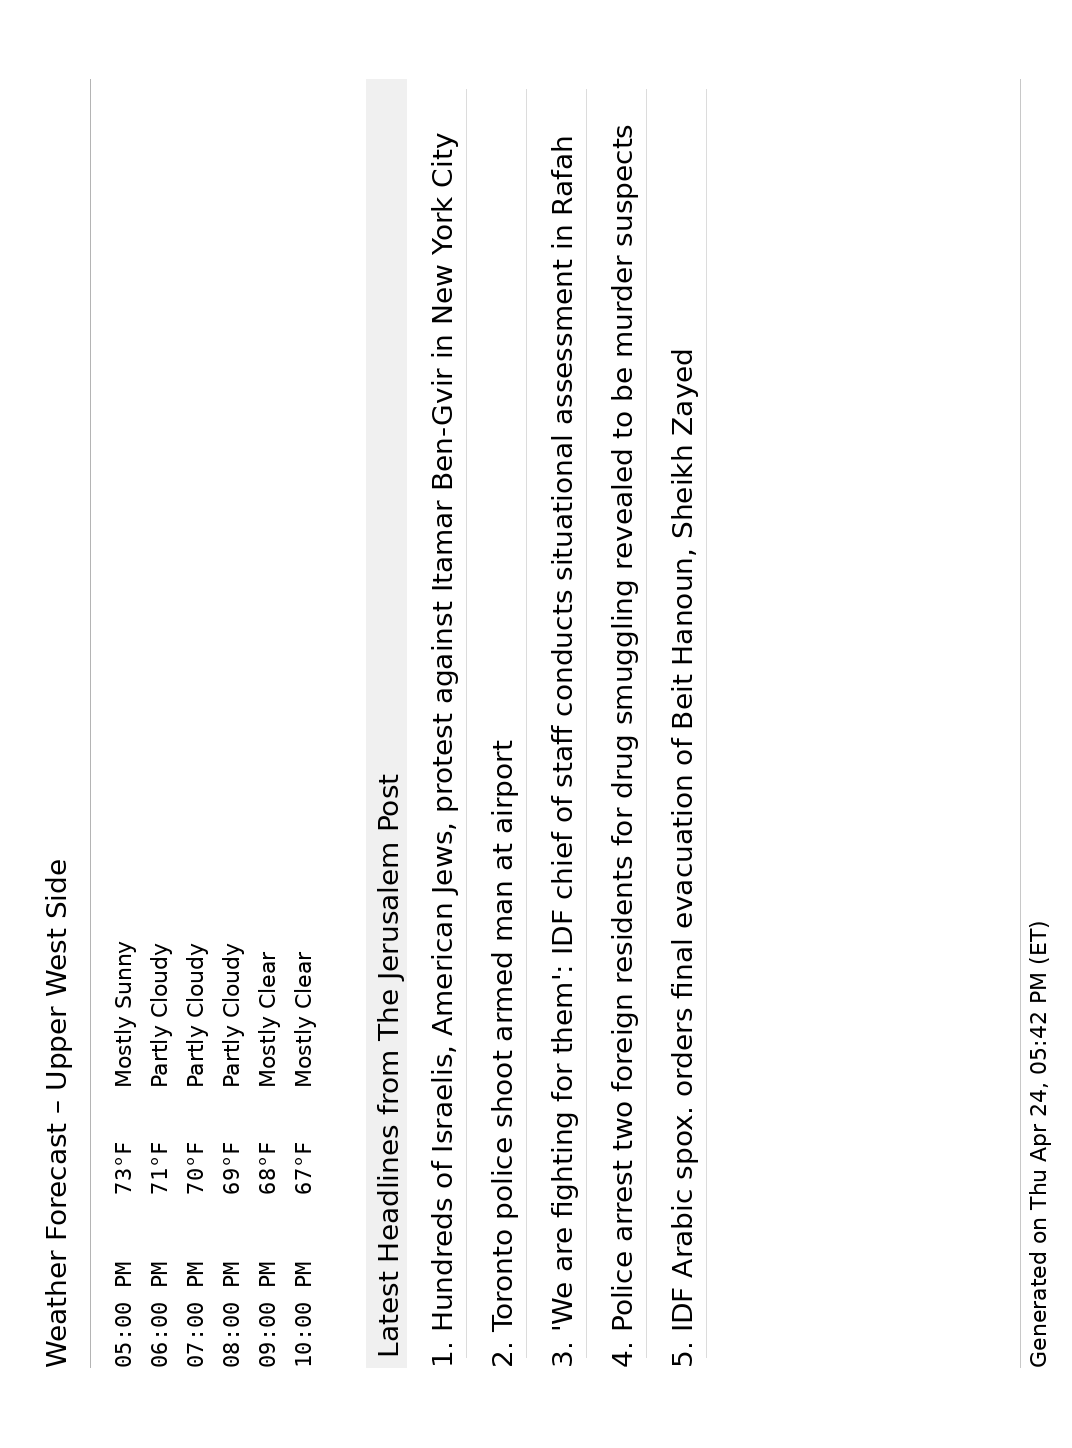 Weather Forecast – Upper West Side
05:00 PM 73°F Mostly Sunny
06:00 PM 71°F Partly Cloudy
07:00 PM 70°F Partly Cloudy
08:00 PM 69°F Partly Cloudy
09:00 PM 68°F Mostly Clear
10:00 PM 67°F Mostly Clear
Latest Headlines from The Jerusalem Post
1. Hundreds of Israelis, American Jews, protest against Itamar Ben-Gvir in New York City
2. Toronto police shoot armed man at airport
3. 'We are fighting for them': IDF chief of staff conducts situational assessment in Rafah
4. Police arrest two foreign residents for drug smuggling revealed to be murder suspects
5. IDF Arabic spox. orders final evacuation of Beit Hanoun, Sheikh Zayed
Generated on Thu Apr 24, 05:42 PM (ET)